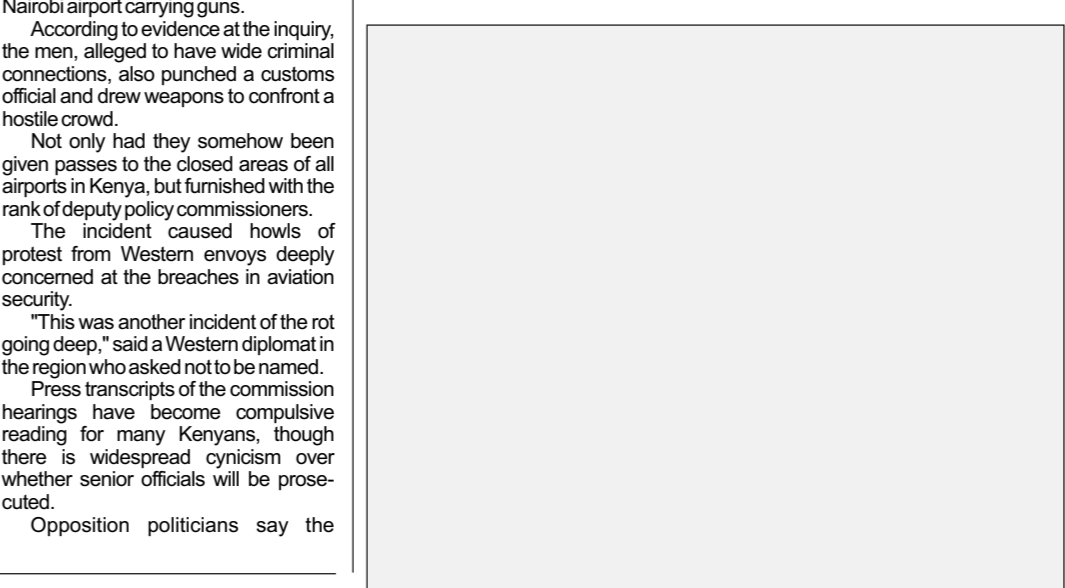 Nairobi airport carrying guns.
According to evidence at the inquiry,
the men, alleged to have wide criminal
connections, also punched a customs
official and drew weapons to confront a
hostile crowd.
Not only had they somehow been
given passes to the closed areas of all
airports in Kenya, but furnished with the
rank of deputy policy commissioners.
The incident caused howls of
protest from Western envoys deeply
concerned at the breaches in aviation
security.
"This was another incident of the rot
going deep," said a Western diplomat in
the region who asked not to be named.
Press transcripts of the commission
hearings have become compulsive
reading for many Kenyans, though
there is widespread cynicism over
whether senior officials will be prose-
cuted.
Opposition politicians say the